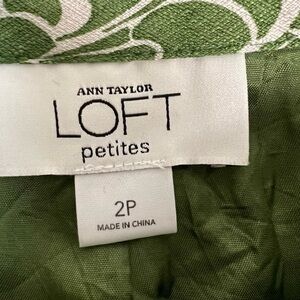 ANN TAYLOR
LOFT
petites
2P
MADE IN CHINA